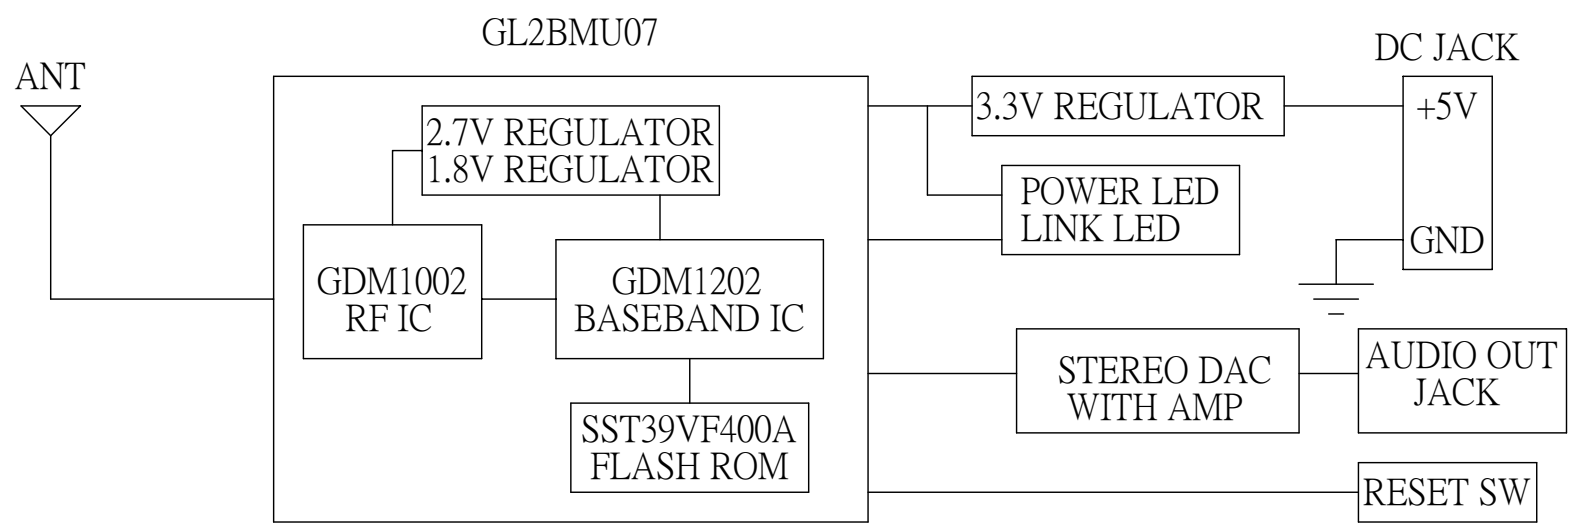 GL2BMU07
DC JACK
ANT
2.7V REGULATOR
1.8V REGULATOR
3.3V REGULATOR
+5V
POWER LED
LINK LED
GND
GDM1002
RF IC
GDM1202
BASEBAND IC
STEREO DAC
WITH AMP
AUDIO OUT
JACK
SST39VF400A
FLASH ROM
RESET SW